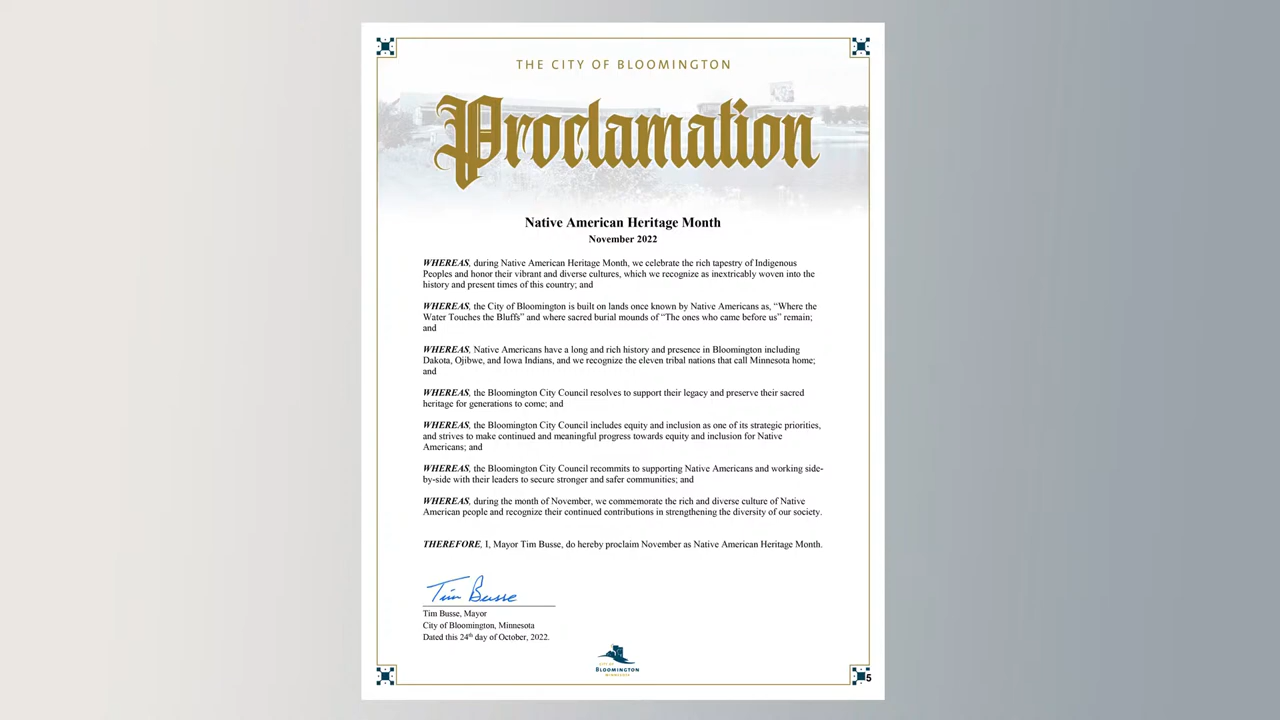 THE CITY OF BLOOMINGTON
Proclamation
Native American Heritage Month
November 2022
WHEREAS, during Native American Heritage Month, we celebrate the rich tapestry of Indigenous
Peoples and honor their vibrant and diverse cultures, which we recognize as inextricably woven into the
history and present times of this country; and
WHEREAS, the City of Bloomington is built on lands once known by Native Americans as, “Where the
Water Touches the Bluffs” and where sacred burial mounds of “The ones who came before us” remain;
and
WHEREAS, Native Americans have a long and rich history and presence in Bloomington including
Dakota, Ojibwe, and Iowa Indians, and we recognize the eleven tribal nations that call Minnesota home;
and
WHEREAS, the Bloomington City Council resolves to support their legacy and preserve their sacred
heritage for generations to come; and
WHEREAS, the Bloomington City Council includes equity and inclusion as one of its strategic priorities,
and strives to make continued and meaningful progress towards equity and inclusion for Native
Americans; and
WHEREAS, the Bloomington City Council recommits to supporting Native Americans and working side-
by-side with their leaders to secure stronger and safer communities; and
WHEREAS, during the month of November, we commemorate the rich and diverse culture of Native
American people and recognize their continued contributions in strengthening the diversity of our society.
THEREFORE, I, Mayor Tim Busse, do hereby proclaim November as Native American Heritage Month.
Tim Busse
Tim Busse, Mayor
City of Bloomington, Minnesota
Dated this 24th day of October, 2022.
CITY OF
BLOOMINGTON
MINNESOTA
5